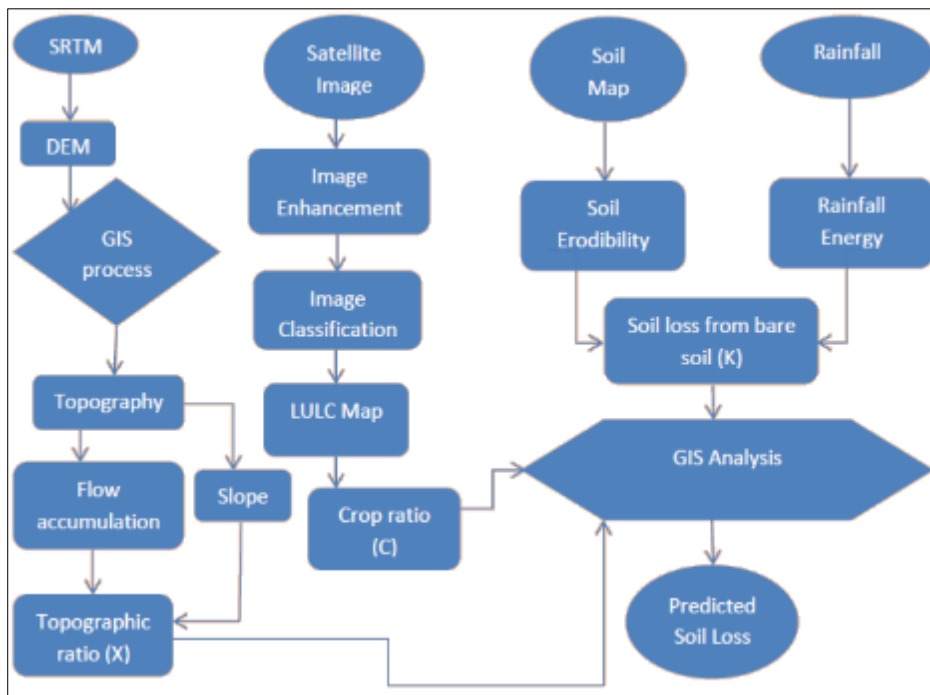 SRTM
DEM
GIS
process
Topography
Flow
accumulation
Slope
Topographic
ratio (X)
Satellite
Image
Image
Enhancement
Image
Classification
LULC Map
Crop ratio
(C)
Soil
Map
Soil
Erodibility
Rainfall
Rainfall
Energy
Soil loss from bare
soil (K)
GIS Analysis
Predicted
Soil Loss